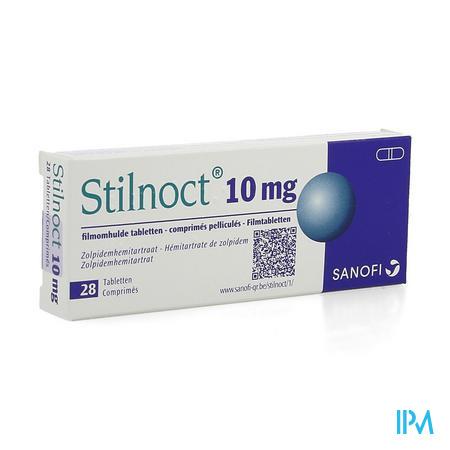 Stilnoct® 10 mg
filmomhulde tabletten - comprimés pelliculés - Filmtabletten
Zolpidemhemitartraat - Hémitartrate de zolpidem
Zolpidemhemitartrat
28 Tabletten
Comprimés
www.sanofi-qr.be/stilnoct/1/
SANOFI
Stilnoct 10 mg
28 Tabletten/Comprimés
IPM